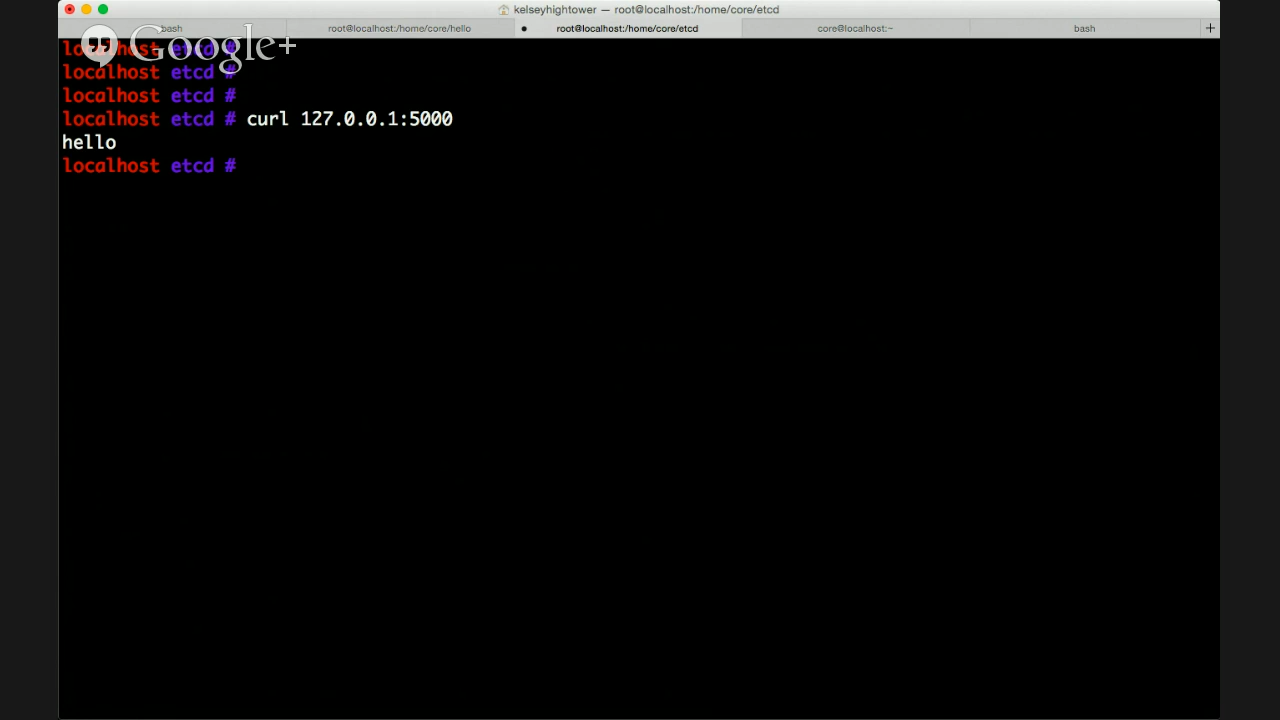 kelseyhightower — root@localhost:/home/core/etcd
bash
root@localhost:/home/core/hello
root@localhost:/home/core/etcd
core@localhost:~
bash
+
Google+
localhost etcd #
localhost etcd #
localhost etcd #
localhost etcd # curl 127.0.0.1:5000
hello
localhost etcd #